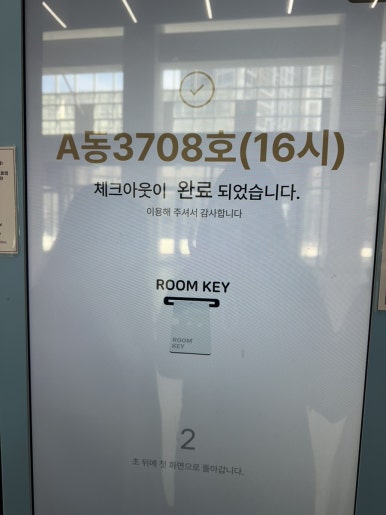 A동3708호(16시)
체크아웃이 완료 되었습니다.
이용해 주셔서 감사합니다
ROOM KEY
ROOM
KEY
2
초 뒤에 첫 화면으로 돌아갑니다.